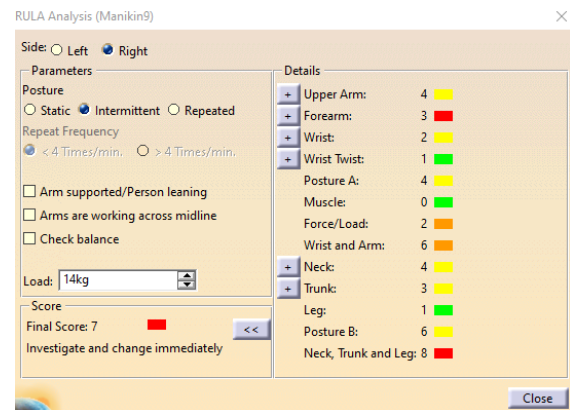 RULA Analysis (Manikin9)
Side: Left Right
Parameters
Posture
Static Intermittent Repeated
Repeat Frequency
< 4 Times/min. > 4 Times/min.
Arm supported/Person leaning
Arms are working across midline
Check balance
Load: 14kg
Score
Final Score: 7
<<
Investigate and change immediately
Details
+ Upper Arm: 4
+ Forearm: 3
+ Wrist: 2
+ Wrist Twist: 1
Posture A: 4
Muscle: 0
Force/Load: 2
Wrist and Arm: 6
+ Neck: 4
+ Trunk: 3
Leg: 1
Posture B: 6
Neck, Trunk and Leg: 8
Close